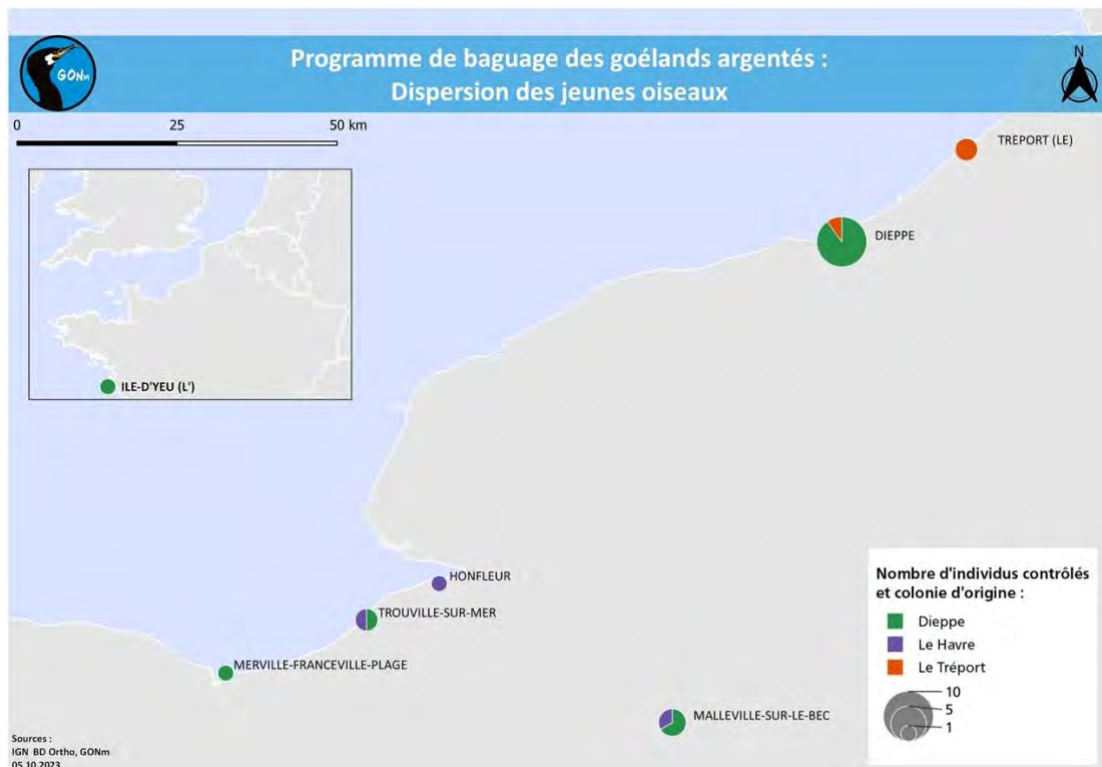 Programme de baguage des goélands argentés :
Dispersion des jeunes oiseaux
GONm
N
0 25 50 km
TREPORT (LE)
DIEPPE
ILE-D'YEU (L')
HONFLEUR
TROUVILLE-SUR-MER
MERVILLE-FRANCEVILLE-PLAGE
MALLEVILLE-SUR-LE-BEC
Nombre d'individus contrôlés
et colonie d'origine :
Dieppe
Le Havre
Le Tréport
10
5
1
Sources :
IGN BD Ortho, GONm
05.10.2023